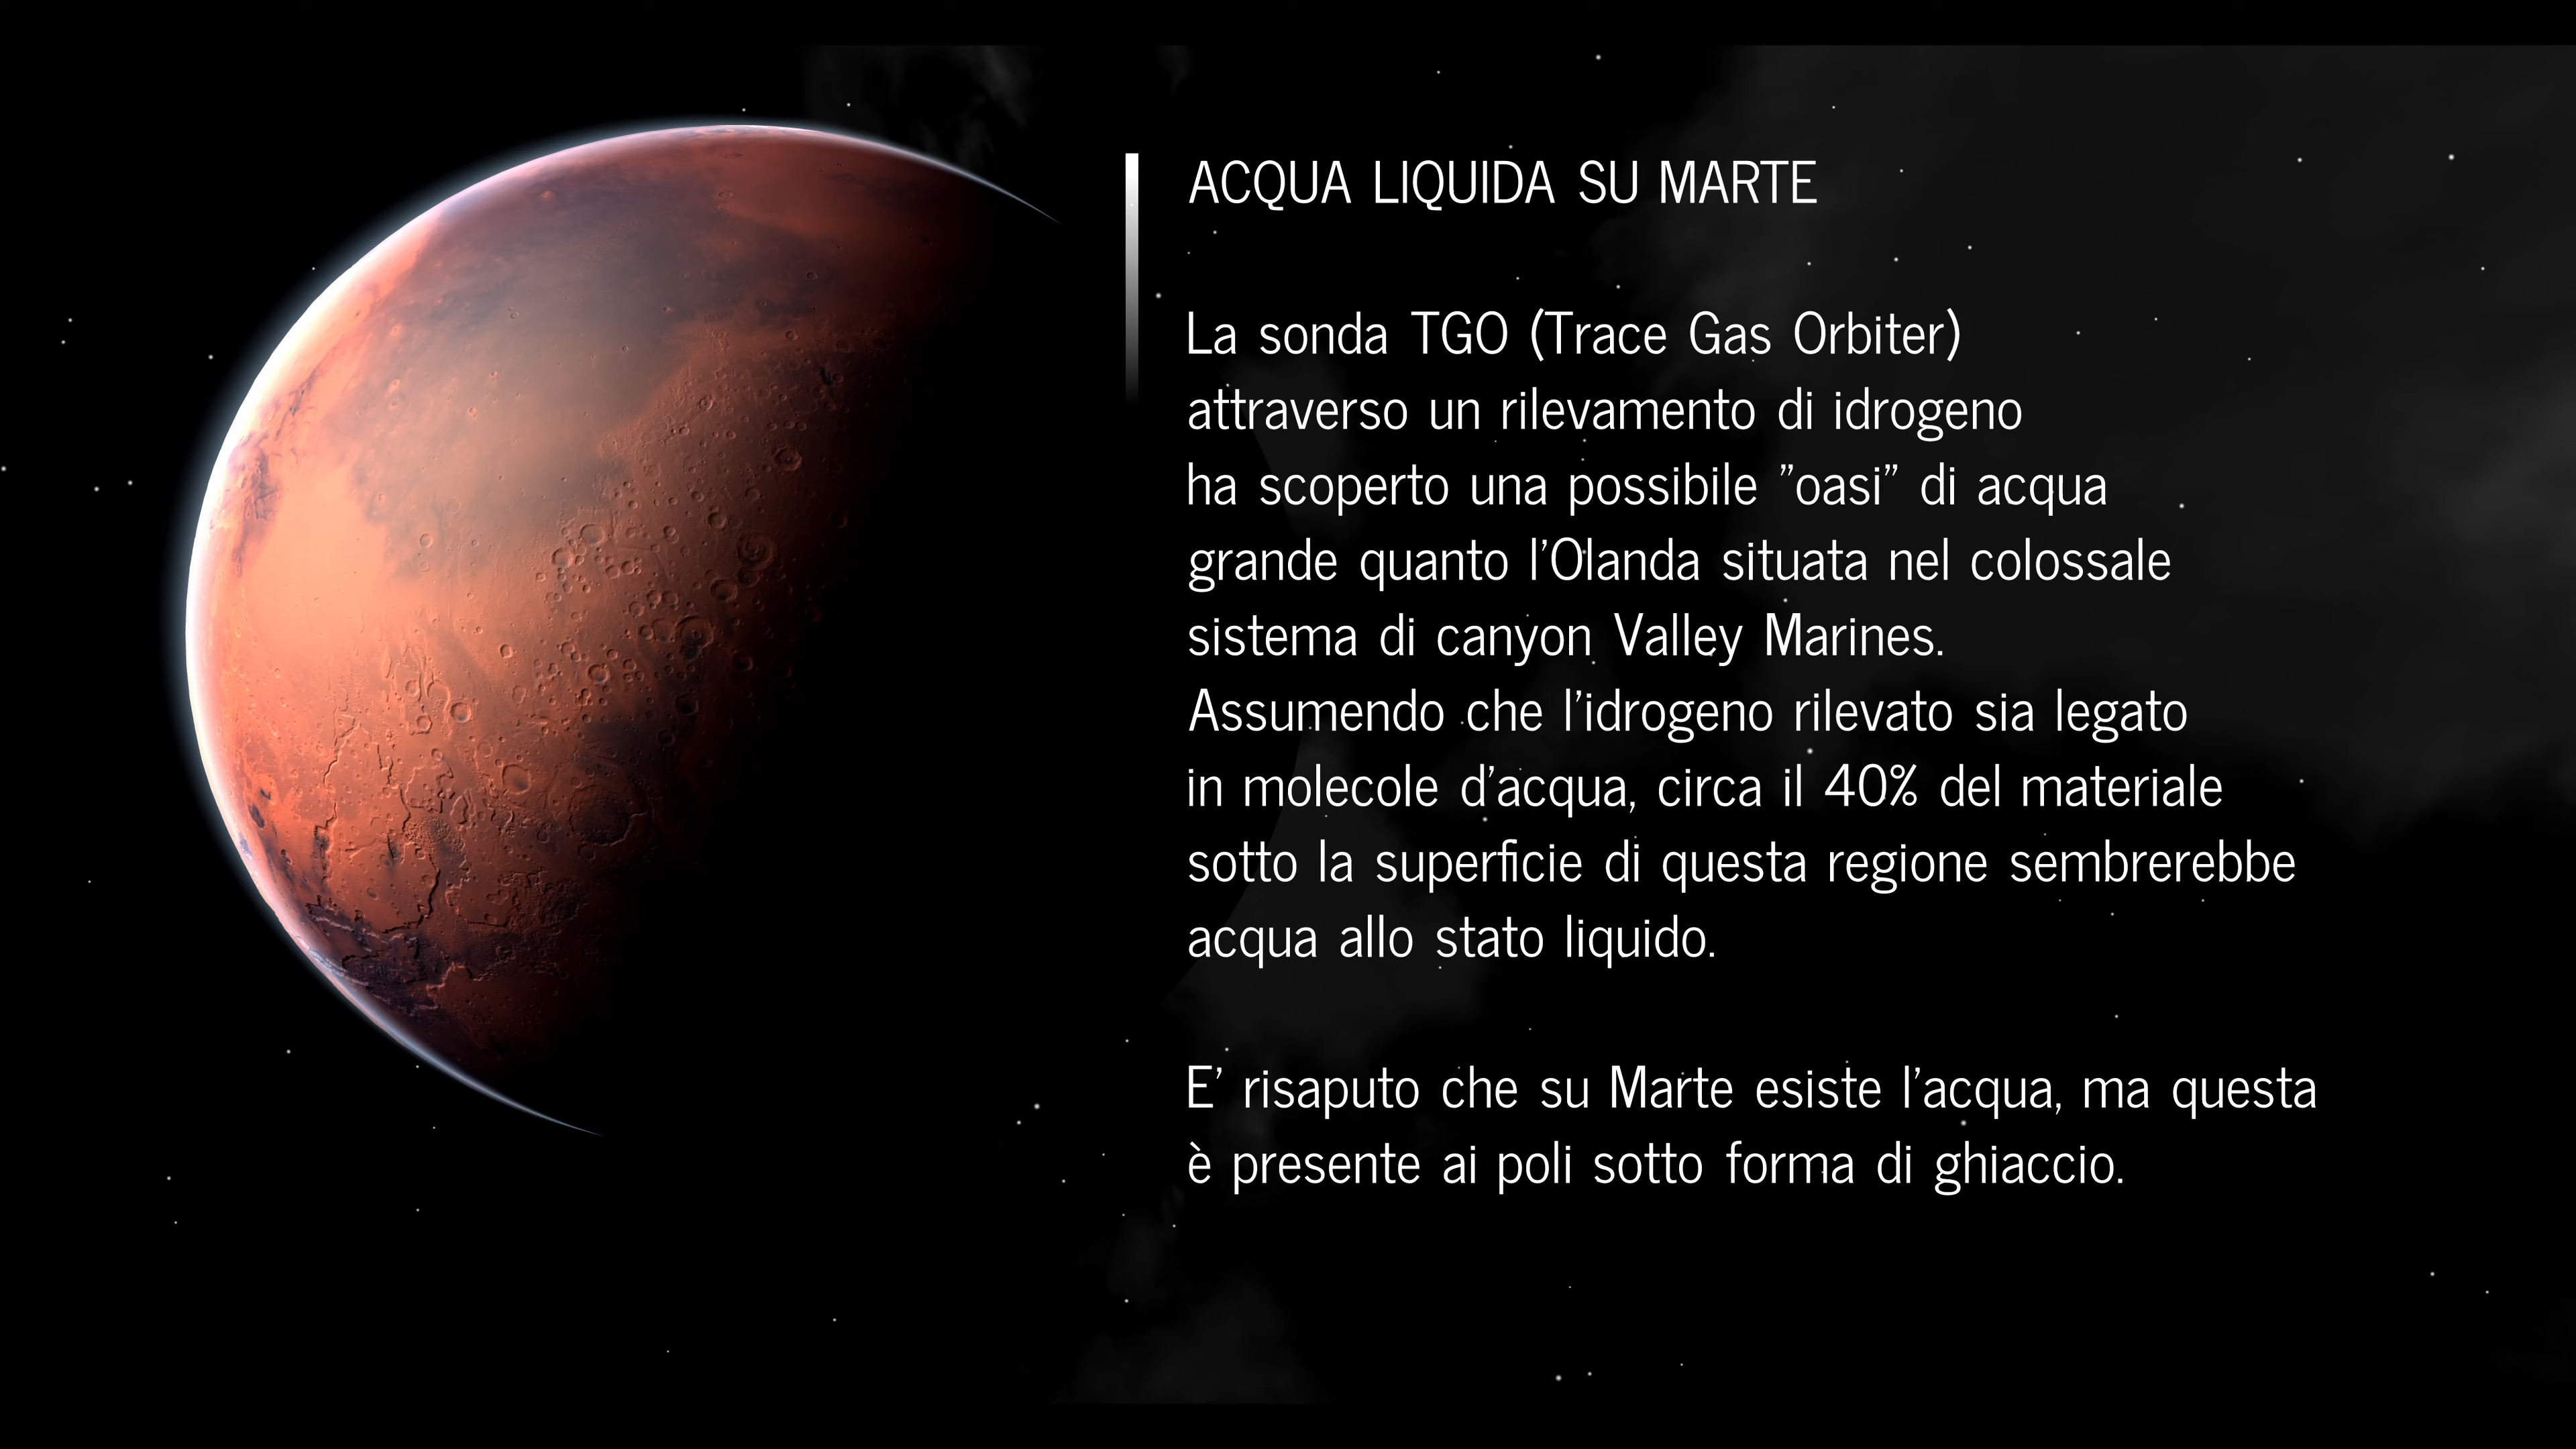 ACQUA LIQUIDA SU MARTE
La sonda TGO (Trace Gas Orbiter)
attraverso un rilevamento di idrogeno
ha scoperto una possibile "oasi" di acqua
grande quanto l'Olanda situata nel colossale
sistema di canyon Valley Marines.
Assumendo che l'idrogeno rilevato sia legato
in molecole d'acqua, circa il 40% del materiale
sotto la superficie di questa regione sembrerebbe
acqua allo stato liquido.
E' risaputo che su Marte esiste l'acqua, ma questa
è presente ai poli sotto forma di ghiaccio.